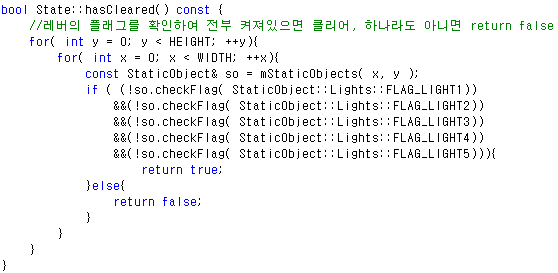 bool State::hasCleared() const {
//레버의 플래그를 확인하여 전부 켜져있으면 클리어, 하나라도 아니면 return false
for( int y = 0; y < HEIGHT; ++y){
for( int x = 0; x < WIDTH; ++x){
const StaticObject& so = mStaticObjects( x, y );
if ( (!so.checkFlag( StaticObject::Lights::FLAG_LIGHT1))
&&(!so.checkFlag( StaticObject::Lights::FLAG_LIGHT2))
&&(!so.checkFlag( StaticObject::Lights::FLAG_LIGHT3))
&&(!so.checkFlag( StaticObject::Lights::FLAG_LIGHT4))
&&(!so.checkFlag( StaticObject::Lights::FLAG_LIGHT5))){
return true;
}else{
return false;
}
}
}
}